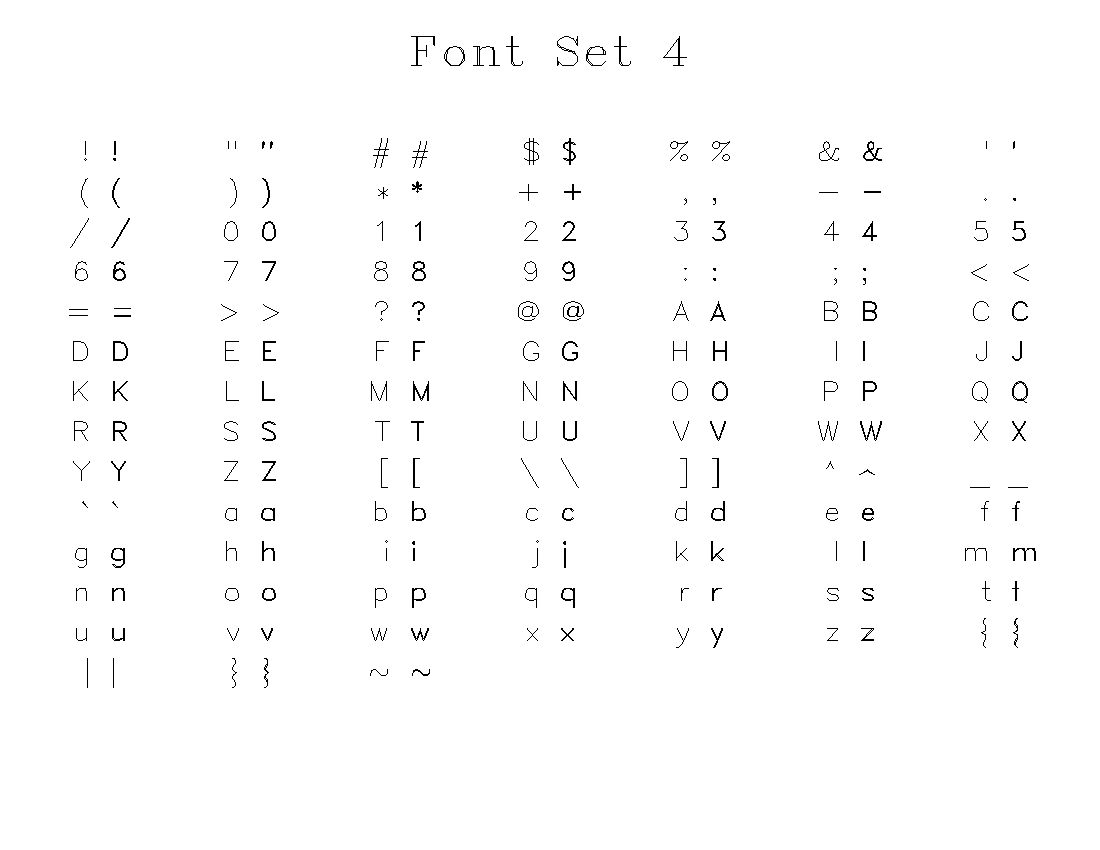 Font Set 4
! ! " " # # $ $ % % & & ' '
( ( ) ) * * + + , , — — . .
/ / 0 0 1 1 2 2 3 3 4 4 5 5
6 6 7 7 8 8 9 9 : : ; ; < <
= = > > ? ? @ @ A A B B C C
D D E E F F G G H H I I J J
K K L L M M N N O O P P Q Q
R R S S T T U U V V W W X X
Y Y Z Z [ [ \ \ ] ] ^ ^ _ _
` ` a a b b c c d d e e f f
g g h h i i j j k k l l m m
n n o o p p q q r r s s t t
u u v v w w x x y y z z { {
| | } } ~ ~